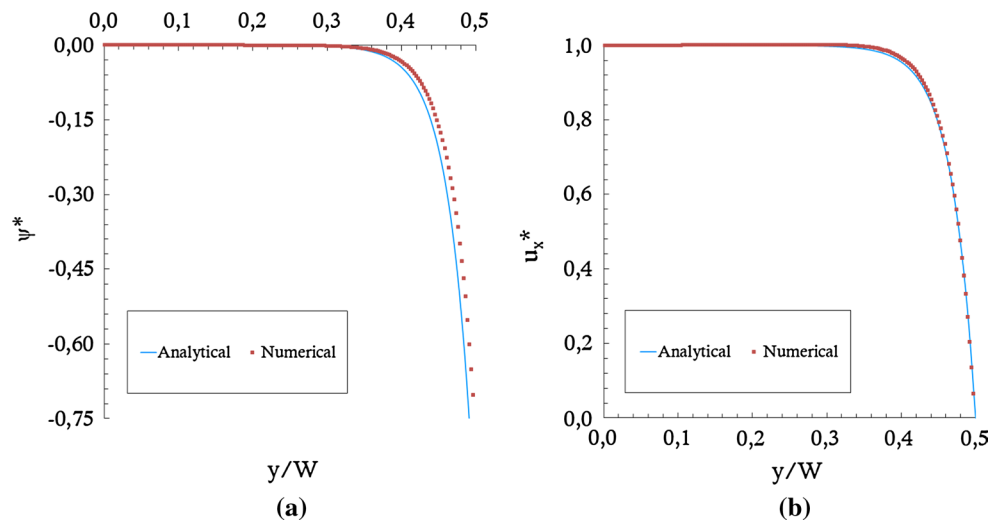 0,0 0,1 0,2 0,3 0,4 0,5
0,00
-0,15
-0,30
-0,45
-0,60
-0,75
ψ*
Analytical Numerical
y/W
(a)
1,0
0,8
0,6
0,4
0,2
0,0
uₓ*
Analytical Numerical
0,0 0,1 0,2 0,3 0,4 0,5
y/W
(b)